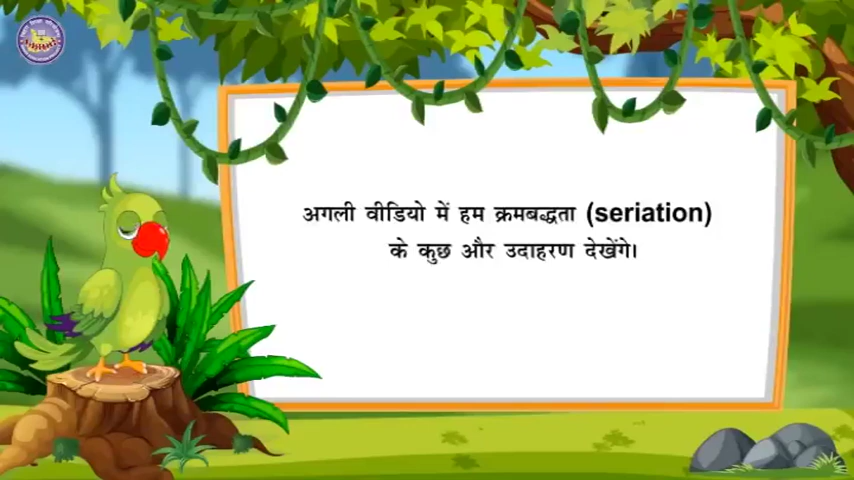 अगली वीडियो में हम क्रमबद्धता (seriation)
के कुछ और उदाहरण देखेंगे।